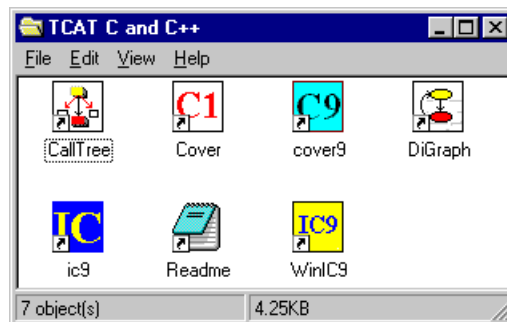 TCAT C and C++
File Edit View Help
C1 C9
CallTree Cover cover9 DiGraph
IC IC9
ic9 Readme WinIC9
7 object(s) 4.25KB